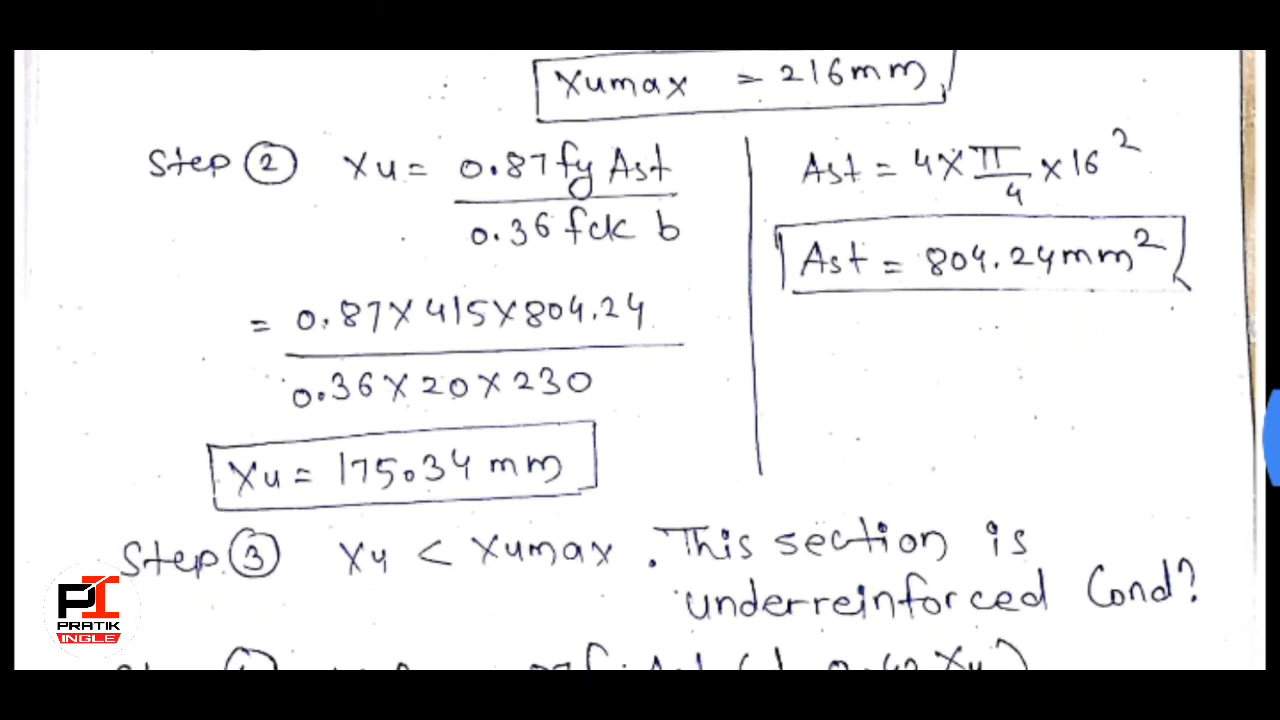 Xumax = 216mm
Step ② Xu = 0.87 fy Ast
0.36 fck b
= 0.87 × 415 × 804.24
0.36 × 20 × 230
Xu = 175.34 mm
Ast = 4 × π/4 × 16²
Ast = 804.24mm²
Step ③ Xu < Xumax. This section is
underreinforced Cond?
PI
PRATIK
INGLE